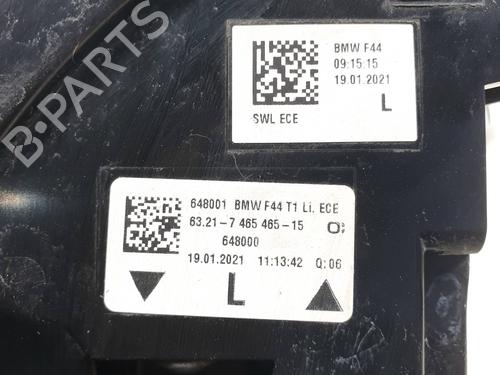 BMW F44
09:15:15
19.01.2021
L
SWL ECE
648001 BMW F44 T1 Li. ECE
63.21-7 465 465-15
648000
19.01.2021 11:13:42 Q:06
L
B-PARTS